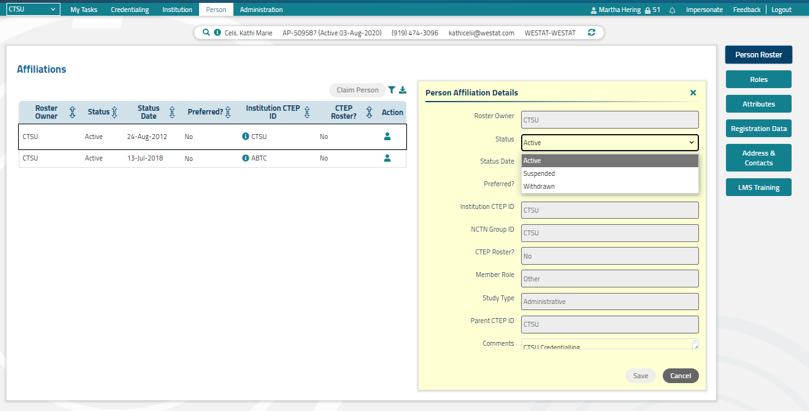 CTSU My Tasks Credentialing Institution Person Administration Martha Hering 51 Impersonate Feedback Logout
Celii, Kathi Marie AP-509587 (Active 03-Aug-2020) (919) 474-3096 kathicelii@westat.com WESTAT-WESTAT
Affiliations
Claim Person
Roster Owner Status Status Date Preferred? Institution CTEP ID CTEP Roster? Action
CTSU Active 24-Aug-2012 No CTSU No
CTSU Active 13-Jul-2018 No ABTC No
Person Affiliation Details
Roster Owner CTSU
Status Active
Active
Suspended
Withdrawn
Status Date
Preferred?
Institution CTEP ID CTSU
NCTN Group ID CTSU
CTEP Roster? No
Member Role Other
Study Type Administrative
Parent CTEP ID CTSU
Comments CTSU Credentialling
Save Cancel
Person Roster
Roles
Attributes
Registration Data
Address &
Contacts
LMS Training